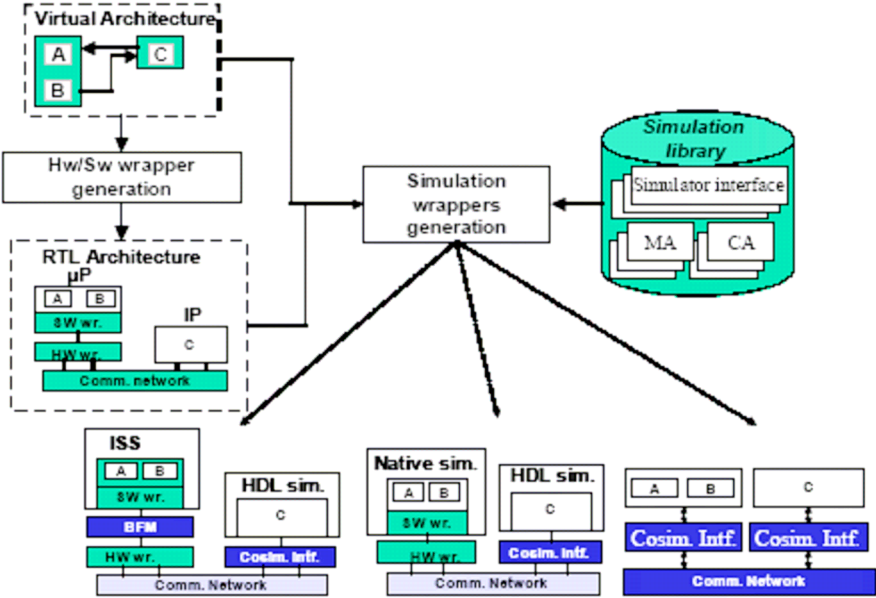 Virtual Architecture
A
C
B
Hw/Sw wrapper
generation
RTL Architecture
µP
A B
SW wr.
HW wr.
IP
C
Comm. network
Simulation
wrappers
generation
Simulation
library
Simulator interface
MA
CA
ISS
A B
SW wr.
BFM
HW wr.
HDL sim.
C
Cosim. Intf.
Comm. Network
Native sim.
A B
SW wr.
HW wr.
HDL sim.
C
Cosim. Intf.
Comm. Network
A B
C
Cosim. Intf.
Cosim. Intf.
Comm. Network